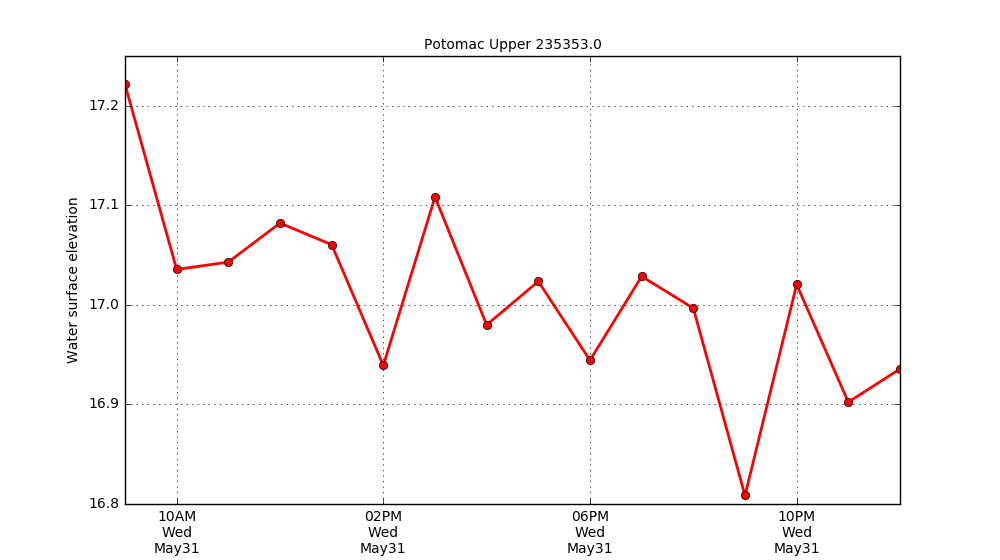 Potomac Upper 235353.0
Water surface elevation
17.2
17.1
17.0
16.9
16.8
10AM
Wed
May31
02PM
Wed
May31
06PM
Wed
May31
10PM
Wed
May31